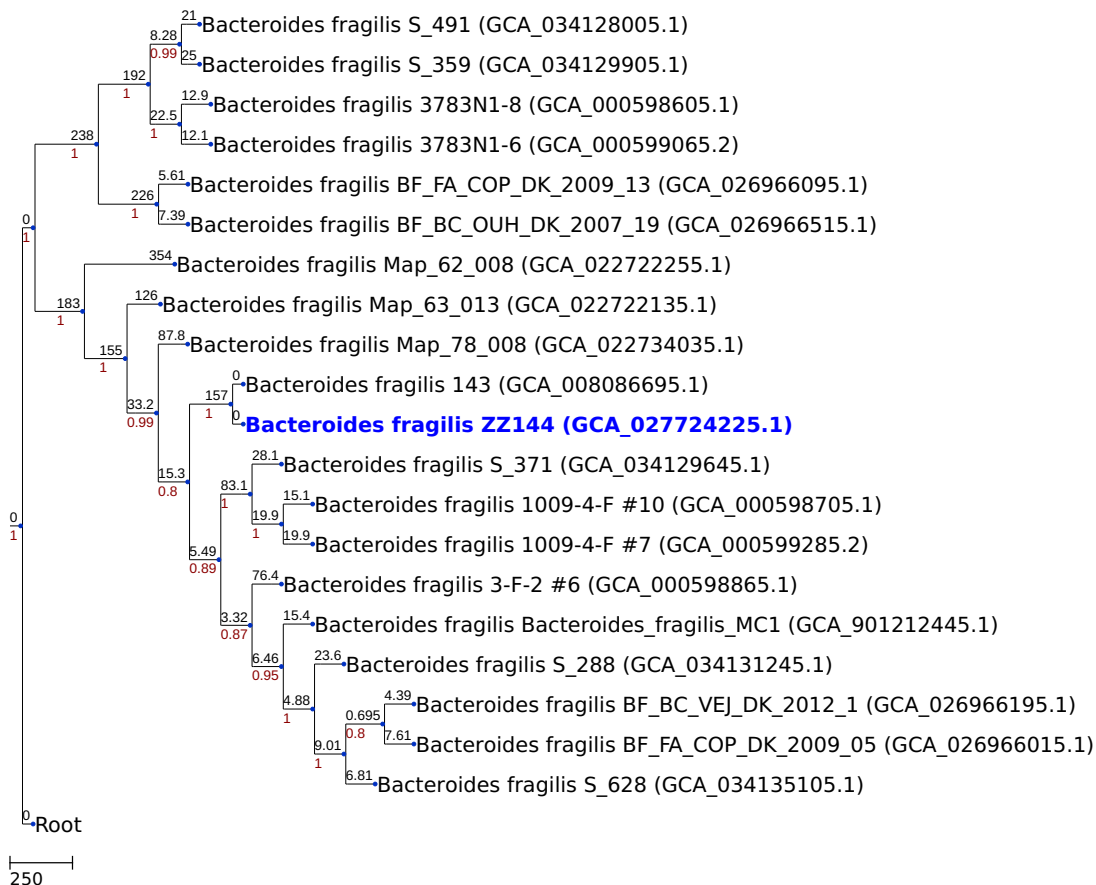 21
Bacteroides fragilis S_491 (GCA_034128005.1)
8.28
0.99
25
Bacteroides fragilis S_359 (GCA_034129905.1)
192
1
12.9
Bacteroides fragilis 3783N1-8 (GCA_000598605.1)
22.5
1
12.1
Bacteroides fragilis 3783N1-6 (GCA_000599065.2)
238
1
5.61
Bacteroides fragilis BF_FA_COP_DK_2009_13 (GCA_026966095.1)
226
1
7.39
Bacteroides fragilis BF_BC_OUH_DK_2007_19 (GCA_026966515.1)
0
1
354
Bacteroides fragilis Map_62_008 (GCA_022722255.1)
183
1
126
Bacteroides fragilis Map_63_013 (GCA_022722135.1)
155
1
87.8
Bacteroides fragilis Map_78_008 (GCA_022734035.1)
33.2
0.99
0
Bacteroides fragilis 143 (GCA_008086695.1)
157
1
0
Bacteroides fragilis ZZ144 (GCA_027724225.1)
15.3
0.8
28.1
Bacteroides fragilis S_371 (GCA_034129645.1)
83.1
1
15.1
Bacteroides fragilis 1009-4-F #10 (GCA_000598705.1)
19.9
1
19.9
Bacteroides fragilis 1009-4-F #7 (GCA_000599285.2)
0
1
5.49
0.89
76.4
Bacteroides fragilis 3-F-2 #6 (GCA_000598865.1)
3.32
0.87
15.4
Bacteroides fragilis Bacteroides_fragilis_MC1 (GCA_901212445.1)
6.46
0.95
23.6
Bacteroides fragilis S_288 (GCA_034131245.1)
4.88
1
4.39
Bacteroides fragilis BF_BC_VEJ_DK_2012_1 (GCA_026966195.1)
0.695
0.8
7.61
Bacteroides fragilis BF_FA_COP_DK_2009_05 (GCA_026966015.1)
9.01
1
6.81
Bacteroides fragilis S_628 (GCA_034135105.1)
0
Root
250